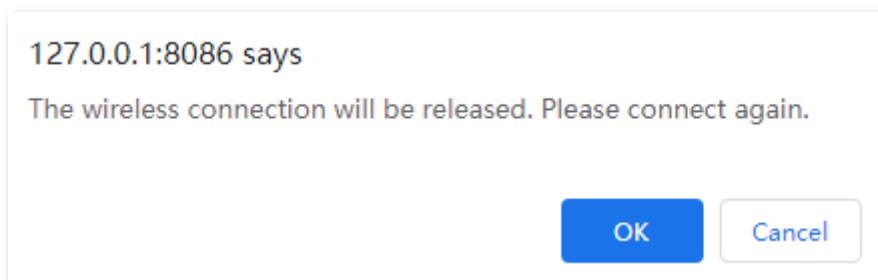 127.0.0.1:8086 says
The wireless connection will be released. Please connect again.
OK
Cancel